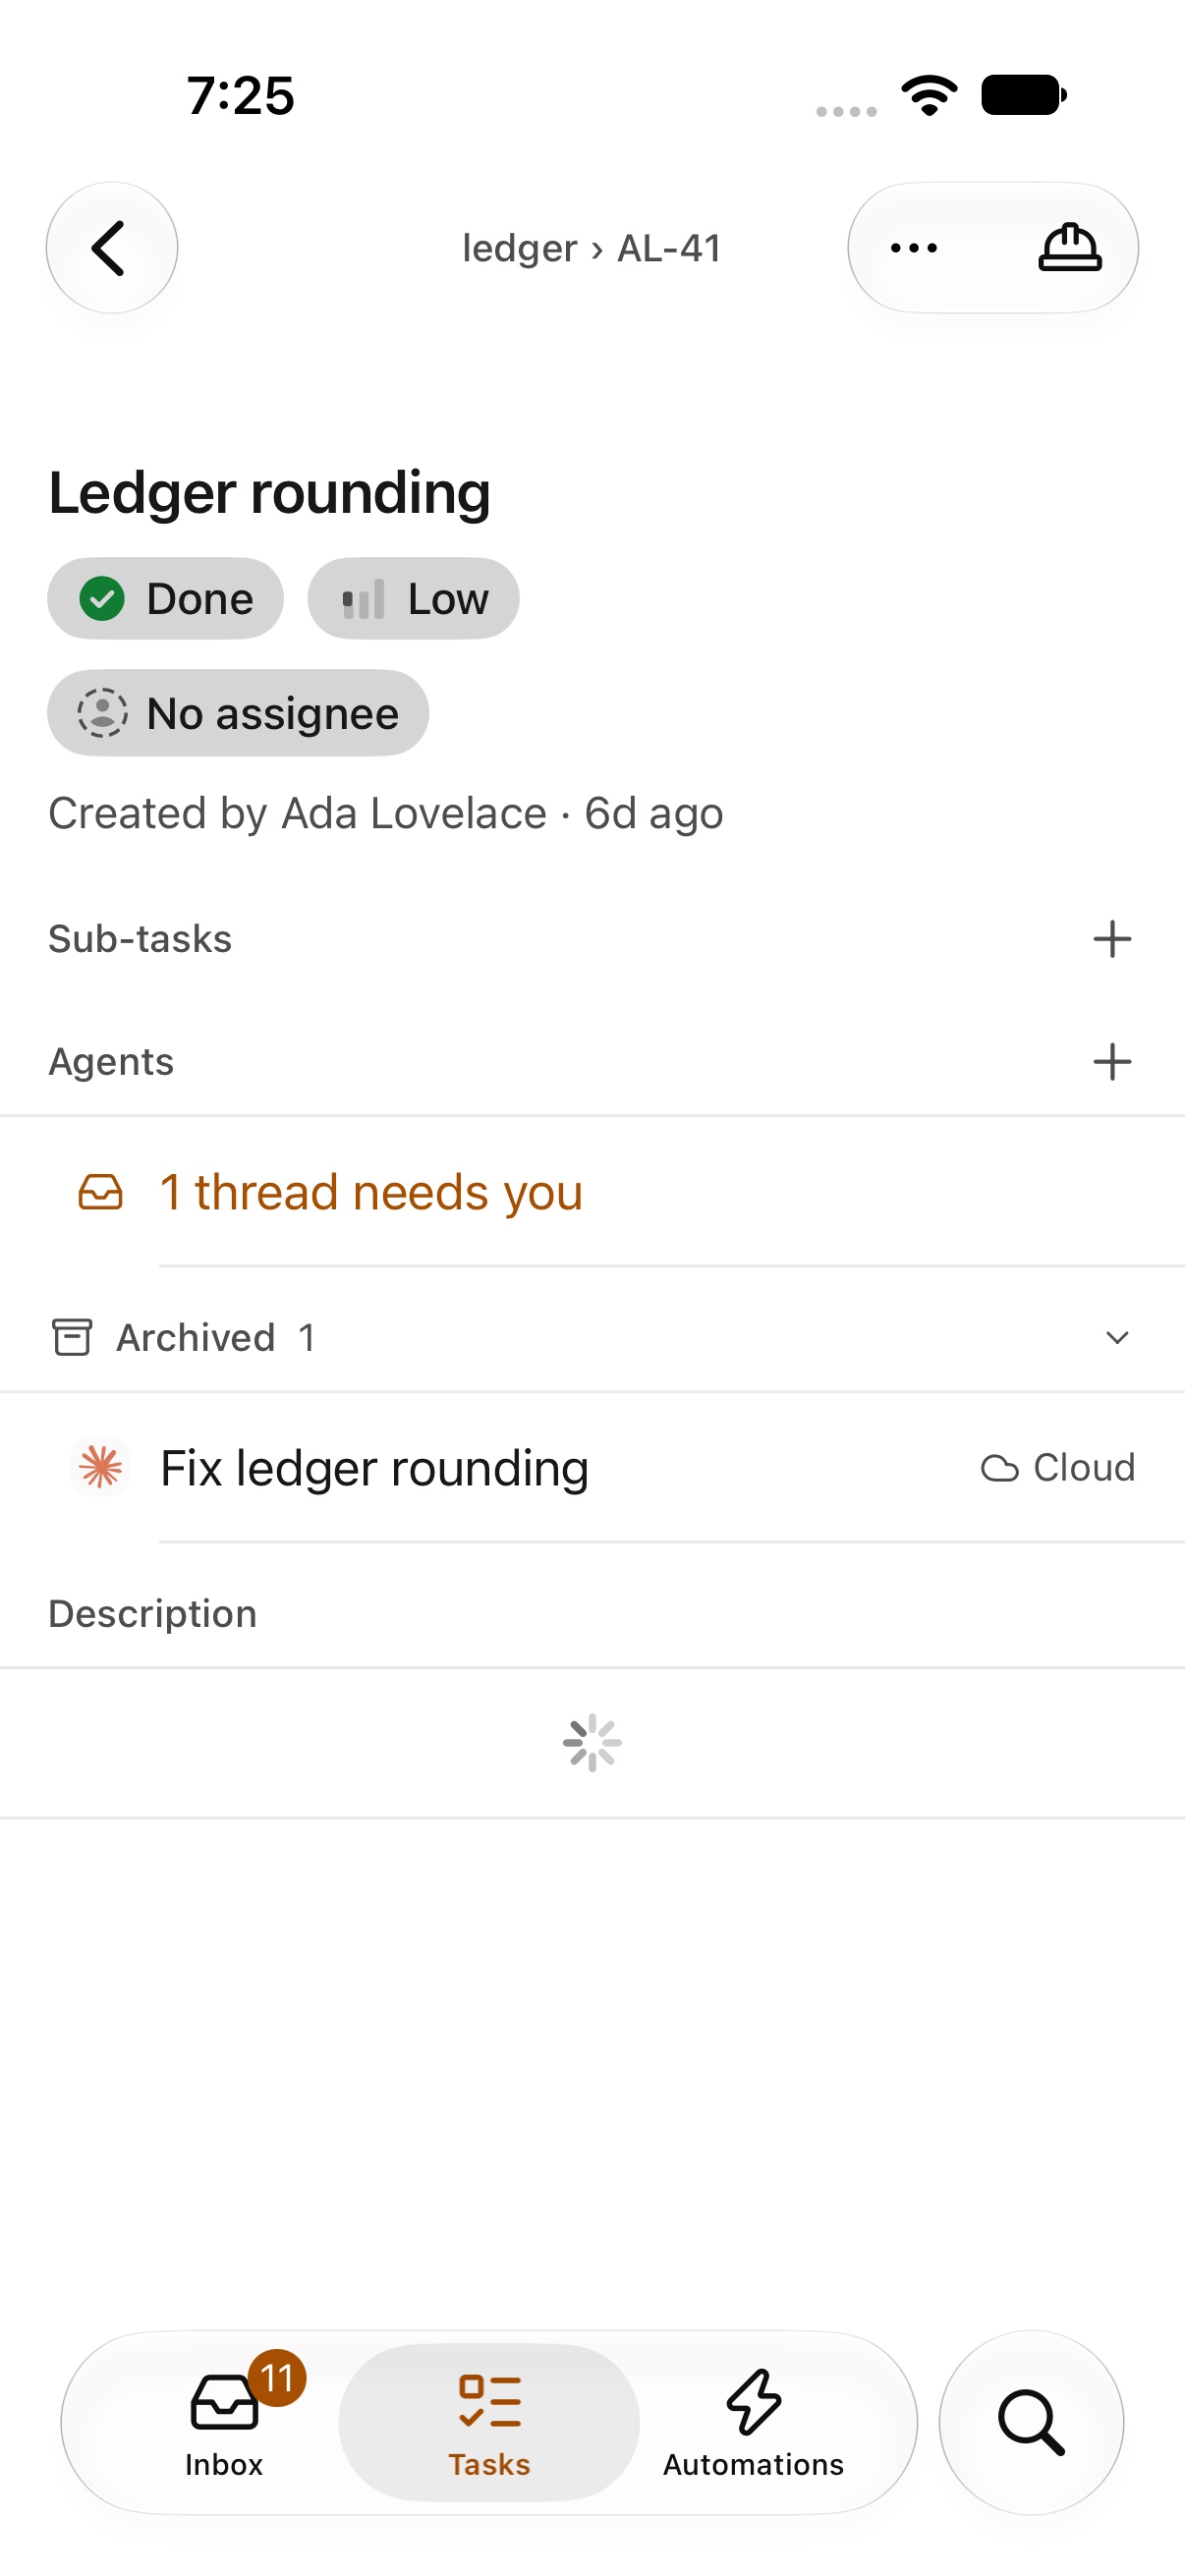 7:25
ledger › AL-41
Ledger rounding
Done
Low
No assignee
Created by Ada Lovelace · 6d ago
Sub-tasks
Agents
1 thread needs you
Archived 1
Fix ledger rounding
Cloud
Description
11
Inbox
Tasks
Automations